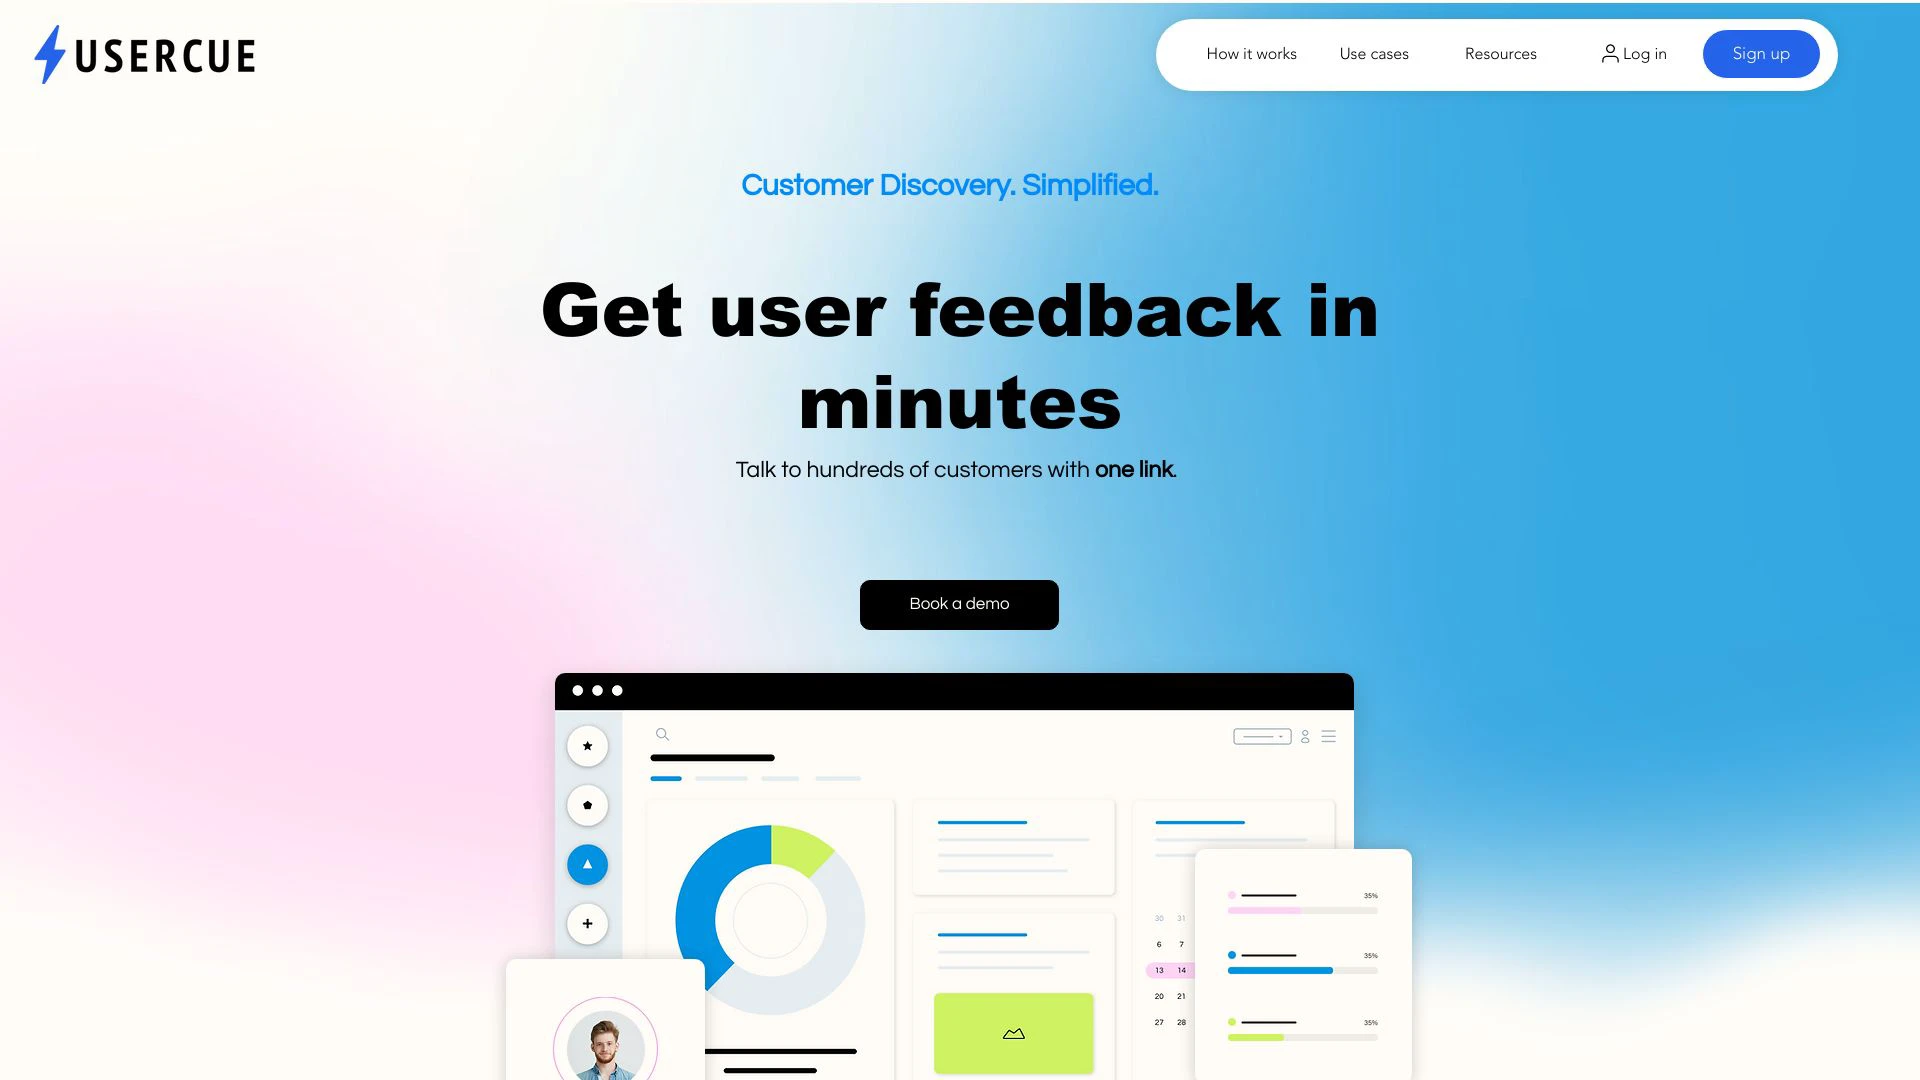 USERCUE
How it works
Use cases
Resources
Log in
Sign up
Customer Discovery. Simplified.
Get user feedback in
minutes
Talk to hundreds of customers with one link.
Book a demo
30 31
6 7
13 14
20 21
27 28
35%
35%
35%